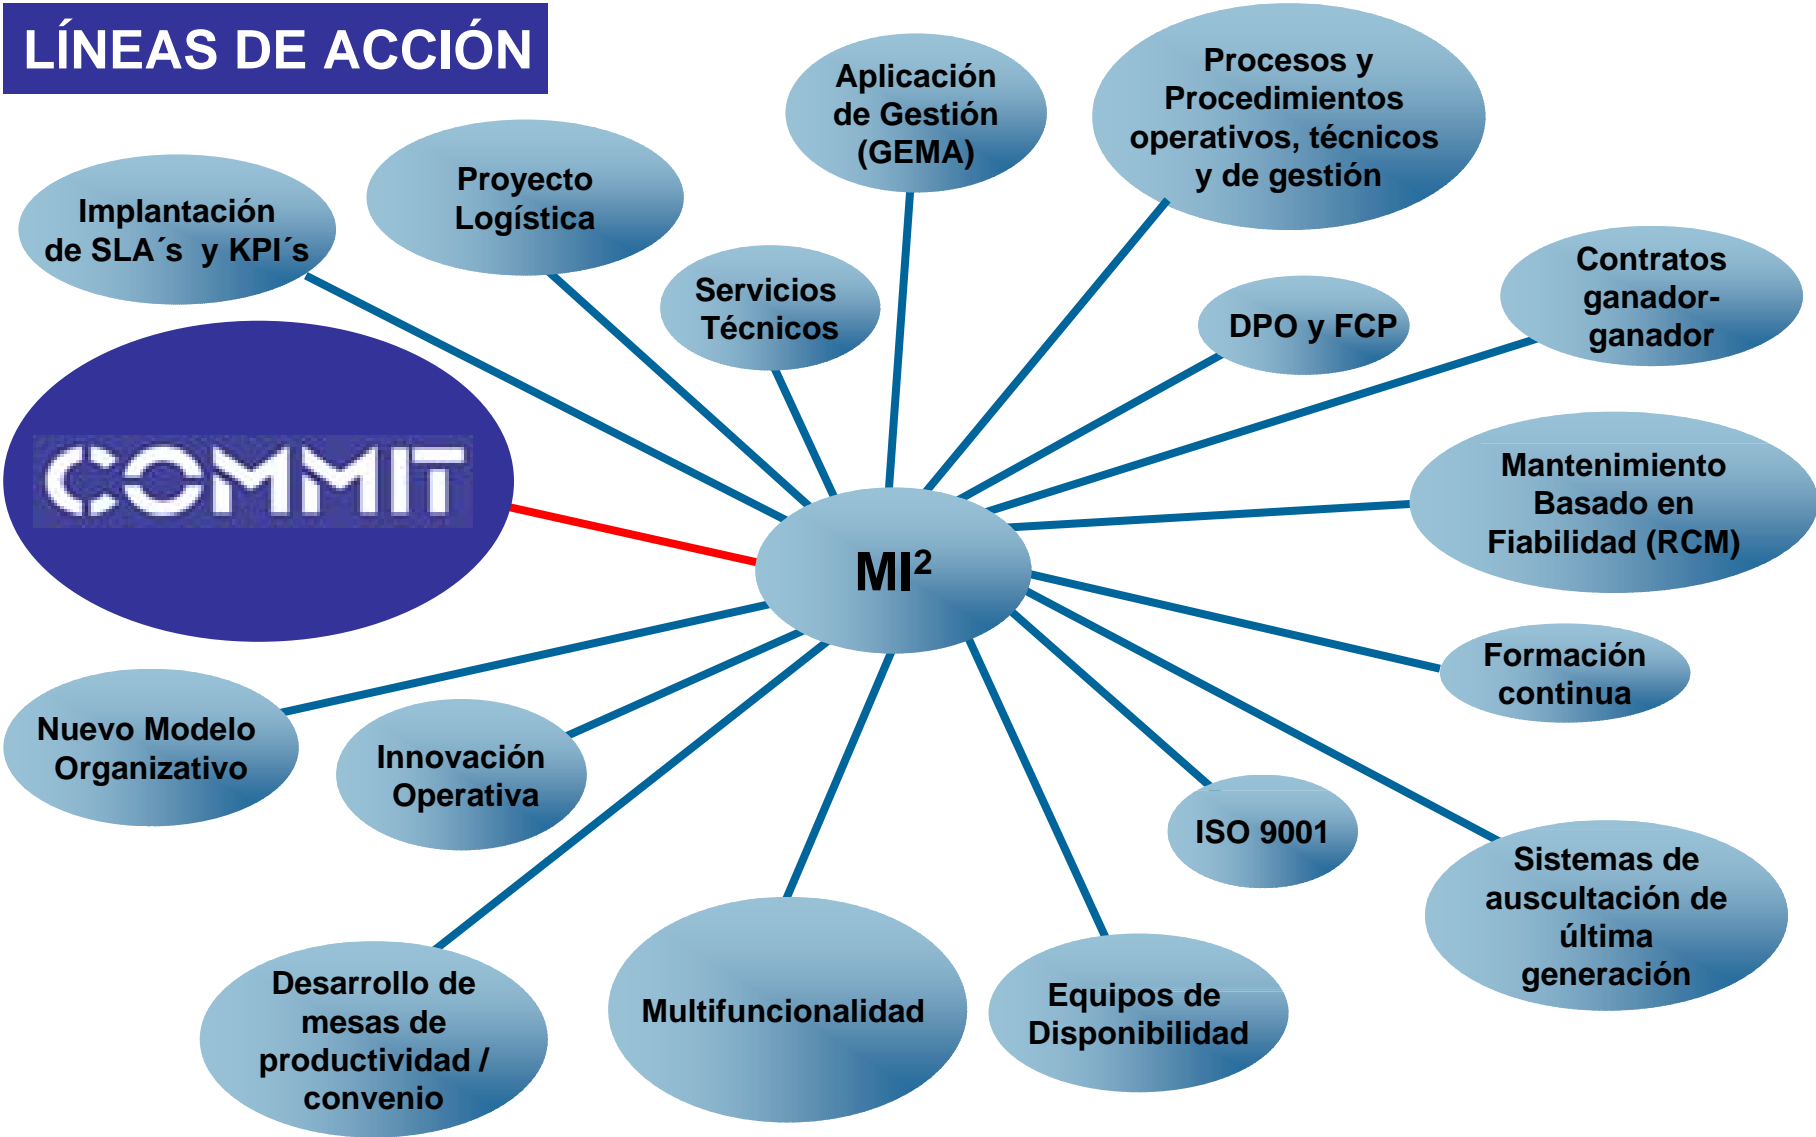 LÍNEAS DE ACCIÓN
Aplicación
de Gestión
(GEMA)
Procesos y
Procedimientos
operativos, técnicos
y de gestión
Proyecto
Logística
Implantación
de SLA´s y KPI´s
Servicios
Técnicos
DPO y FCP
Contratos
ganador-
ganador
COMMIT
Mantenimiento
Basado en
Fiabilidad (RCM)
MI²
Formación
continua
Nuevo Modelo
Organizativo
Innovación
Operativa
ISO 9001
Sistemas de
auscultación de
última
generación
Desarrollo de
mesas de
productividad /
convenio
Multifuncionalidad
Equipos de
Disponibilidad